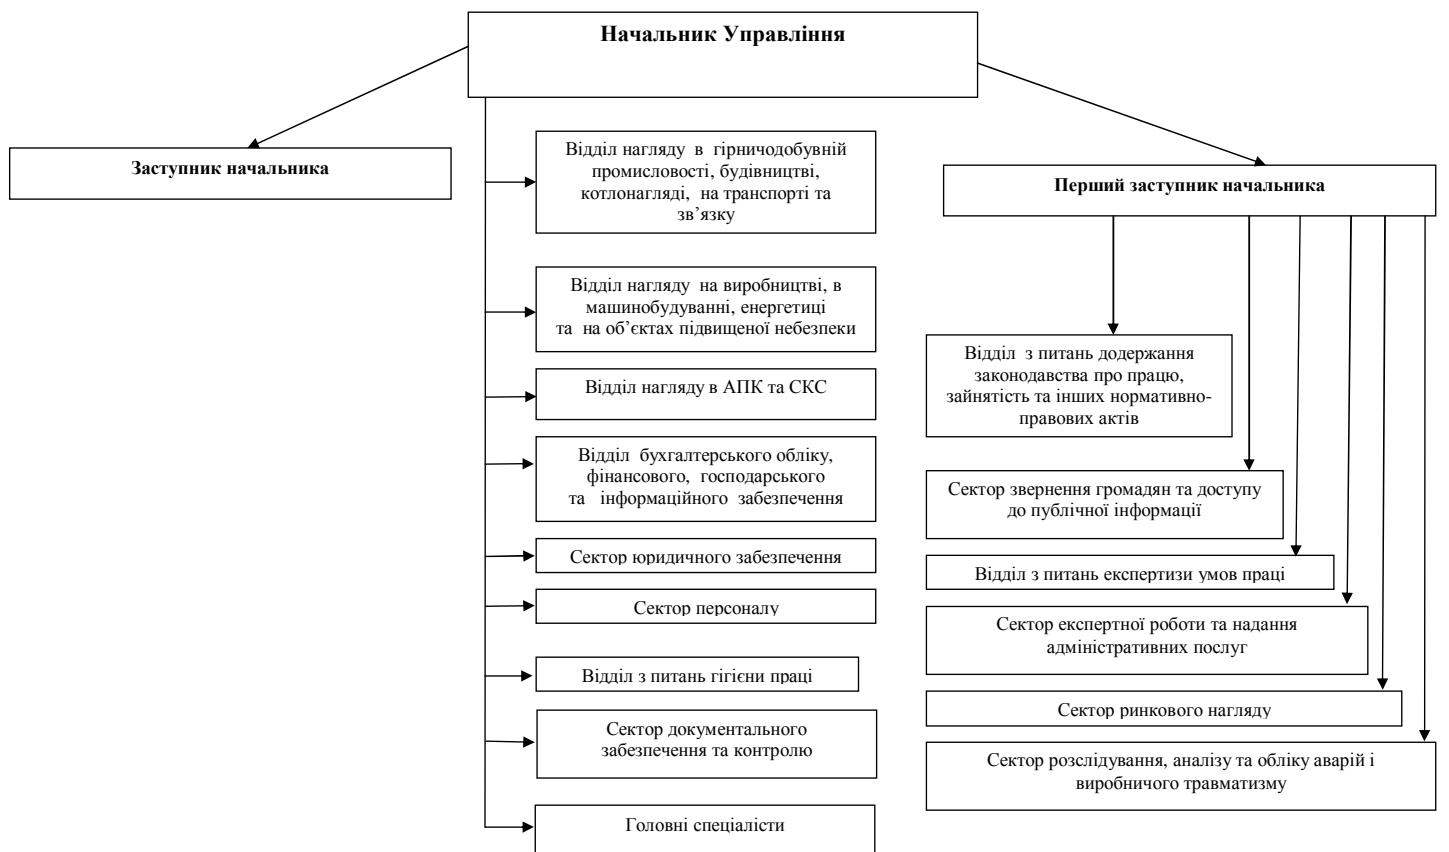 Начальник Управління
Заступник начальника
Відділ нагляду в гірничодобувній
промисловості, будівництві,
котлонагляді, на транспорті та
зв’язку
Відділ нагляду на виробництві, в
машинобудуванні, енергетиці
та на об’єктах підвищеної небезпеки
Відділ нагляду в АПК та СКС
Відділ бухгалтерського обліку,
фінансового, господарського
та інформаційного забезпечення
Сектор юридичного забезпечення
Сектор персоналу
Відділ з питань гігієни праці
Сектор документального
забезпечення та контролю
Головні спеціалісти
Перший заступник начальника
Відділ з питань додержання
законодавства про працю,
зайнятість та інших нормативно-
правових актів
Сектор звернення громадян та доступу
до публічної інформації
Відділ з питань експертизи умов праці
Сектор експертної роботи та надання
адміністративних послуг
Сектор ринкового нагляду
Сектор розслідування, аналізу та обліку аварій і
виробничого травматизму